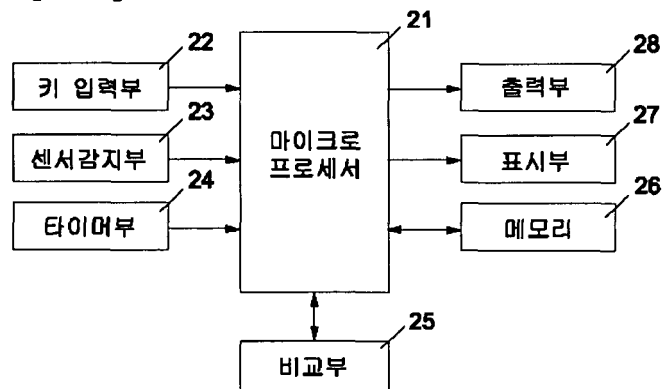 22
키 입력부
23
센서감지부
24
타이머부
21
마이크로
프로세서
28
출력부
27
표시부
26
메모리
25
비교부